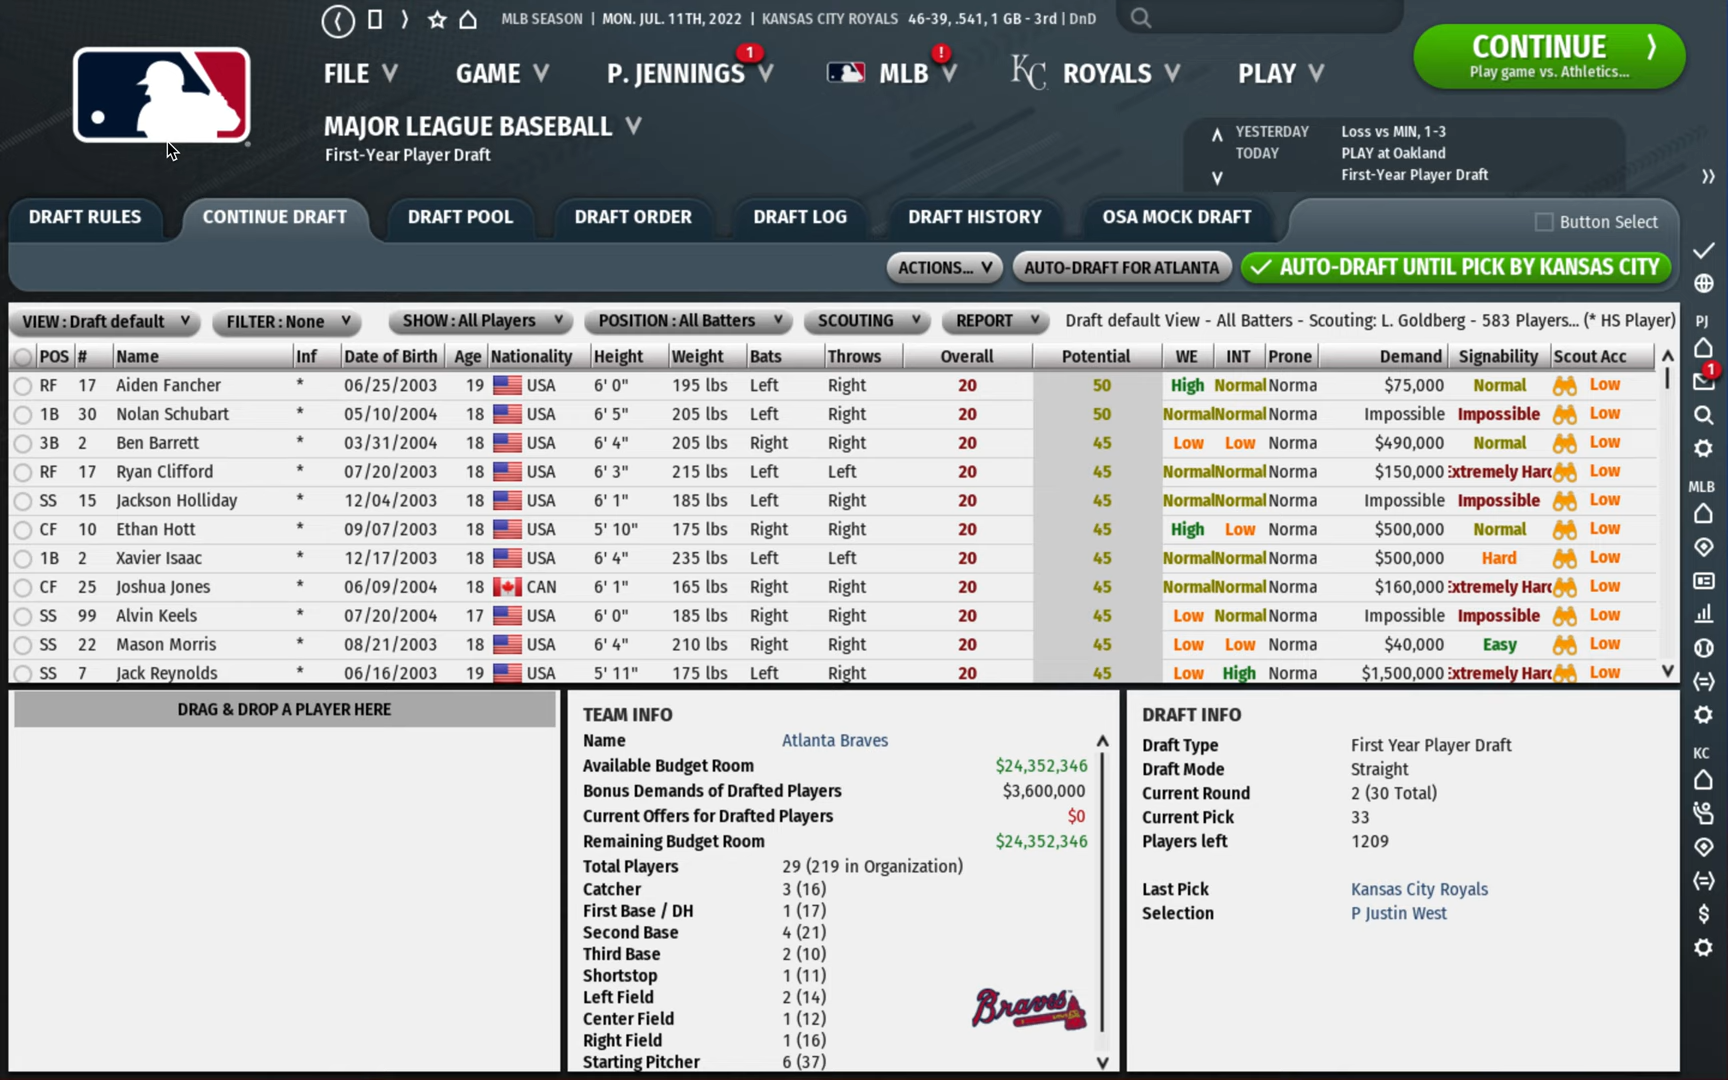 MLB SEASON | MON. JUL. 11TH, 2022 | KANSAS CITY ROYALS 46-39, .541, 1 GB - 3rd | DnD
FILE GAME P. JENNINGS 1 MLB ! KC ROYALS PLAY
CONTINUE
Play game vs. Athletics...
MAJOR LEAGUE BASEBALL
First-Year Player Draft
YESTERDAY Loss vs MIN, 1-3
TODAY PLAY at Oakland
First-Year Player Draft
DRAFT RULES CONTINUE DRAFT DRAFT POOL DRAFT ORDER DRAFT LOG DRAFT HISTORY OSA MOCK DRAFT Button Select
ACTIONS... AUTO-DRAFT FOR ATLANTA AUTO-DRAFT UNTIL PICK BY KANSAS CITY
VIEW : Draft default FILTER : None SHOW : All Players POSITION : All Batters SCOUTING REPORT Draft default View - All Batters - Scouting: L. Goldberg - 583 Players... (* HS Player)
POS # Name Inf Date of Birth Age Nationality Height Weight Bats Throws Overall Potential WE INT Prone Demand Signability Scout Acc
RF 17 Aiden Fancher * 06/25/2003 19 USA 6' 0" 195 lbs Left Right 20 50 High Normal Norma $75,000 Normal Low
1B 30 Nolan Schubart * 05/10/2004 18 USA 6' 5" 205 lbs Left Right 20 50 Normal Normal Norma Impossible Impossible Low
3B 2 Ben Barrett * 03/31/2004 18 USA 6' 4" 205 lbs Right Right 20 45 Low Low Norma $490,000 Normal Low
RF 17 Ryan Clifford * 07/20/2003 18 USA 6' 3" 215 lbs Left Left 20 45 Normal Normal Norma $150,000 Extremely Hard Low
SS 15 Jackson Holliday * 12/04/2003 18 USA 6' 1" 185 lbs Left Right 20 45 Normal Normal Norma Impossible Impossible Low
CF 10 Ethan Hott * 09/07/2003 18 USA 5' 10" 175 lbs Right Right 20 45 High Low Norma $500,000 Normal Low
1B 2 Xavier Isaac * 12/17/2003 18 USA 6' 4" 235 lbs Left Left 20 45 Normal Normal Norma $500,000 Hard Low
CF 25 Joshua Jones * 06/09/2004 18 CAN 6' 1" 165 lbs Right Right 20 45 Normal Normal Norma $160,000 Extremely Hard Low
SS 99 Alvin Keels * 07/20/2004 17 USA 6' 0" 185 lbs Left Right 20 45 Low Normal Norma Impossible Impossible Low
SS 22 Mason Morris * 08/21/2003 18 USA 6' 4" 210 lbs Right Right 20 45 Low Low Norma $40,000 Easy Low
SS 7 Jack Reynolds * 06/16/2003 19 USA 5' 11" 175 lbs Left Right 20 45 Low High Norma $1,500,000 Extremely Hard Low
DRAG & DROP A PLAYER HERE
TEAM INFO
Name Atlanta Braves
Available Budget Room $24,352,346
Bonus Demands of Drafted Players $3,600,000
Current Offers for Drafted Players $0
Remaining Budget Room $24,352,346
Total Players 29 (219 in Organization)
Catcher 3 (16)
First Base / DH 1 (17)
Second Base 4 (21)
Third Base 2 (10)
Shortstop 1 (11)
Left Field 2 (14)
Center Field 1 (12)
Right Field 1 (16)
Starting Pitcher 6 (37)
Braves
DRAFT INFO
Draft Type First Year Player Draft
Draft Mode Straight
Current Round 2 (30 Total)
Current Pick 33
Players left 1209
Last Pick Kansas City Royals
Selection P Justin West
PJ
1
MLB
KC
$